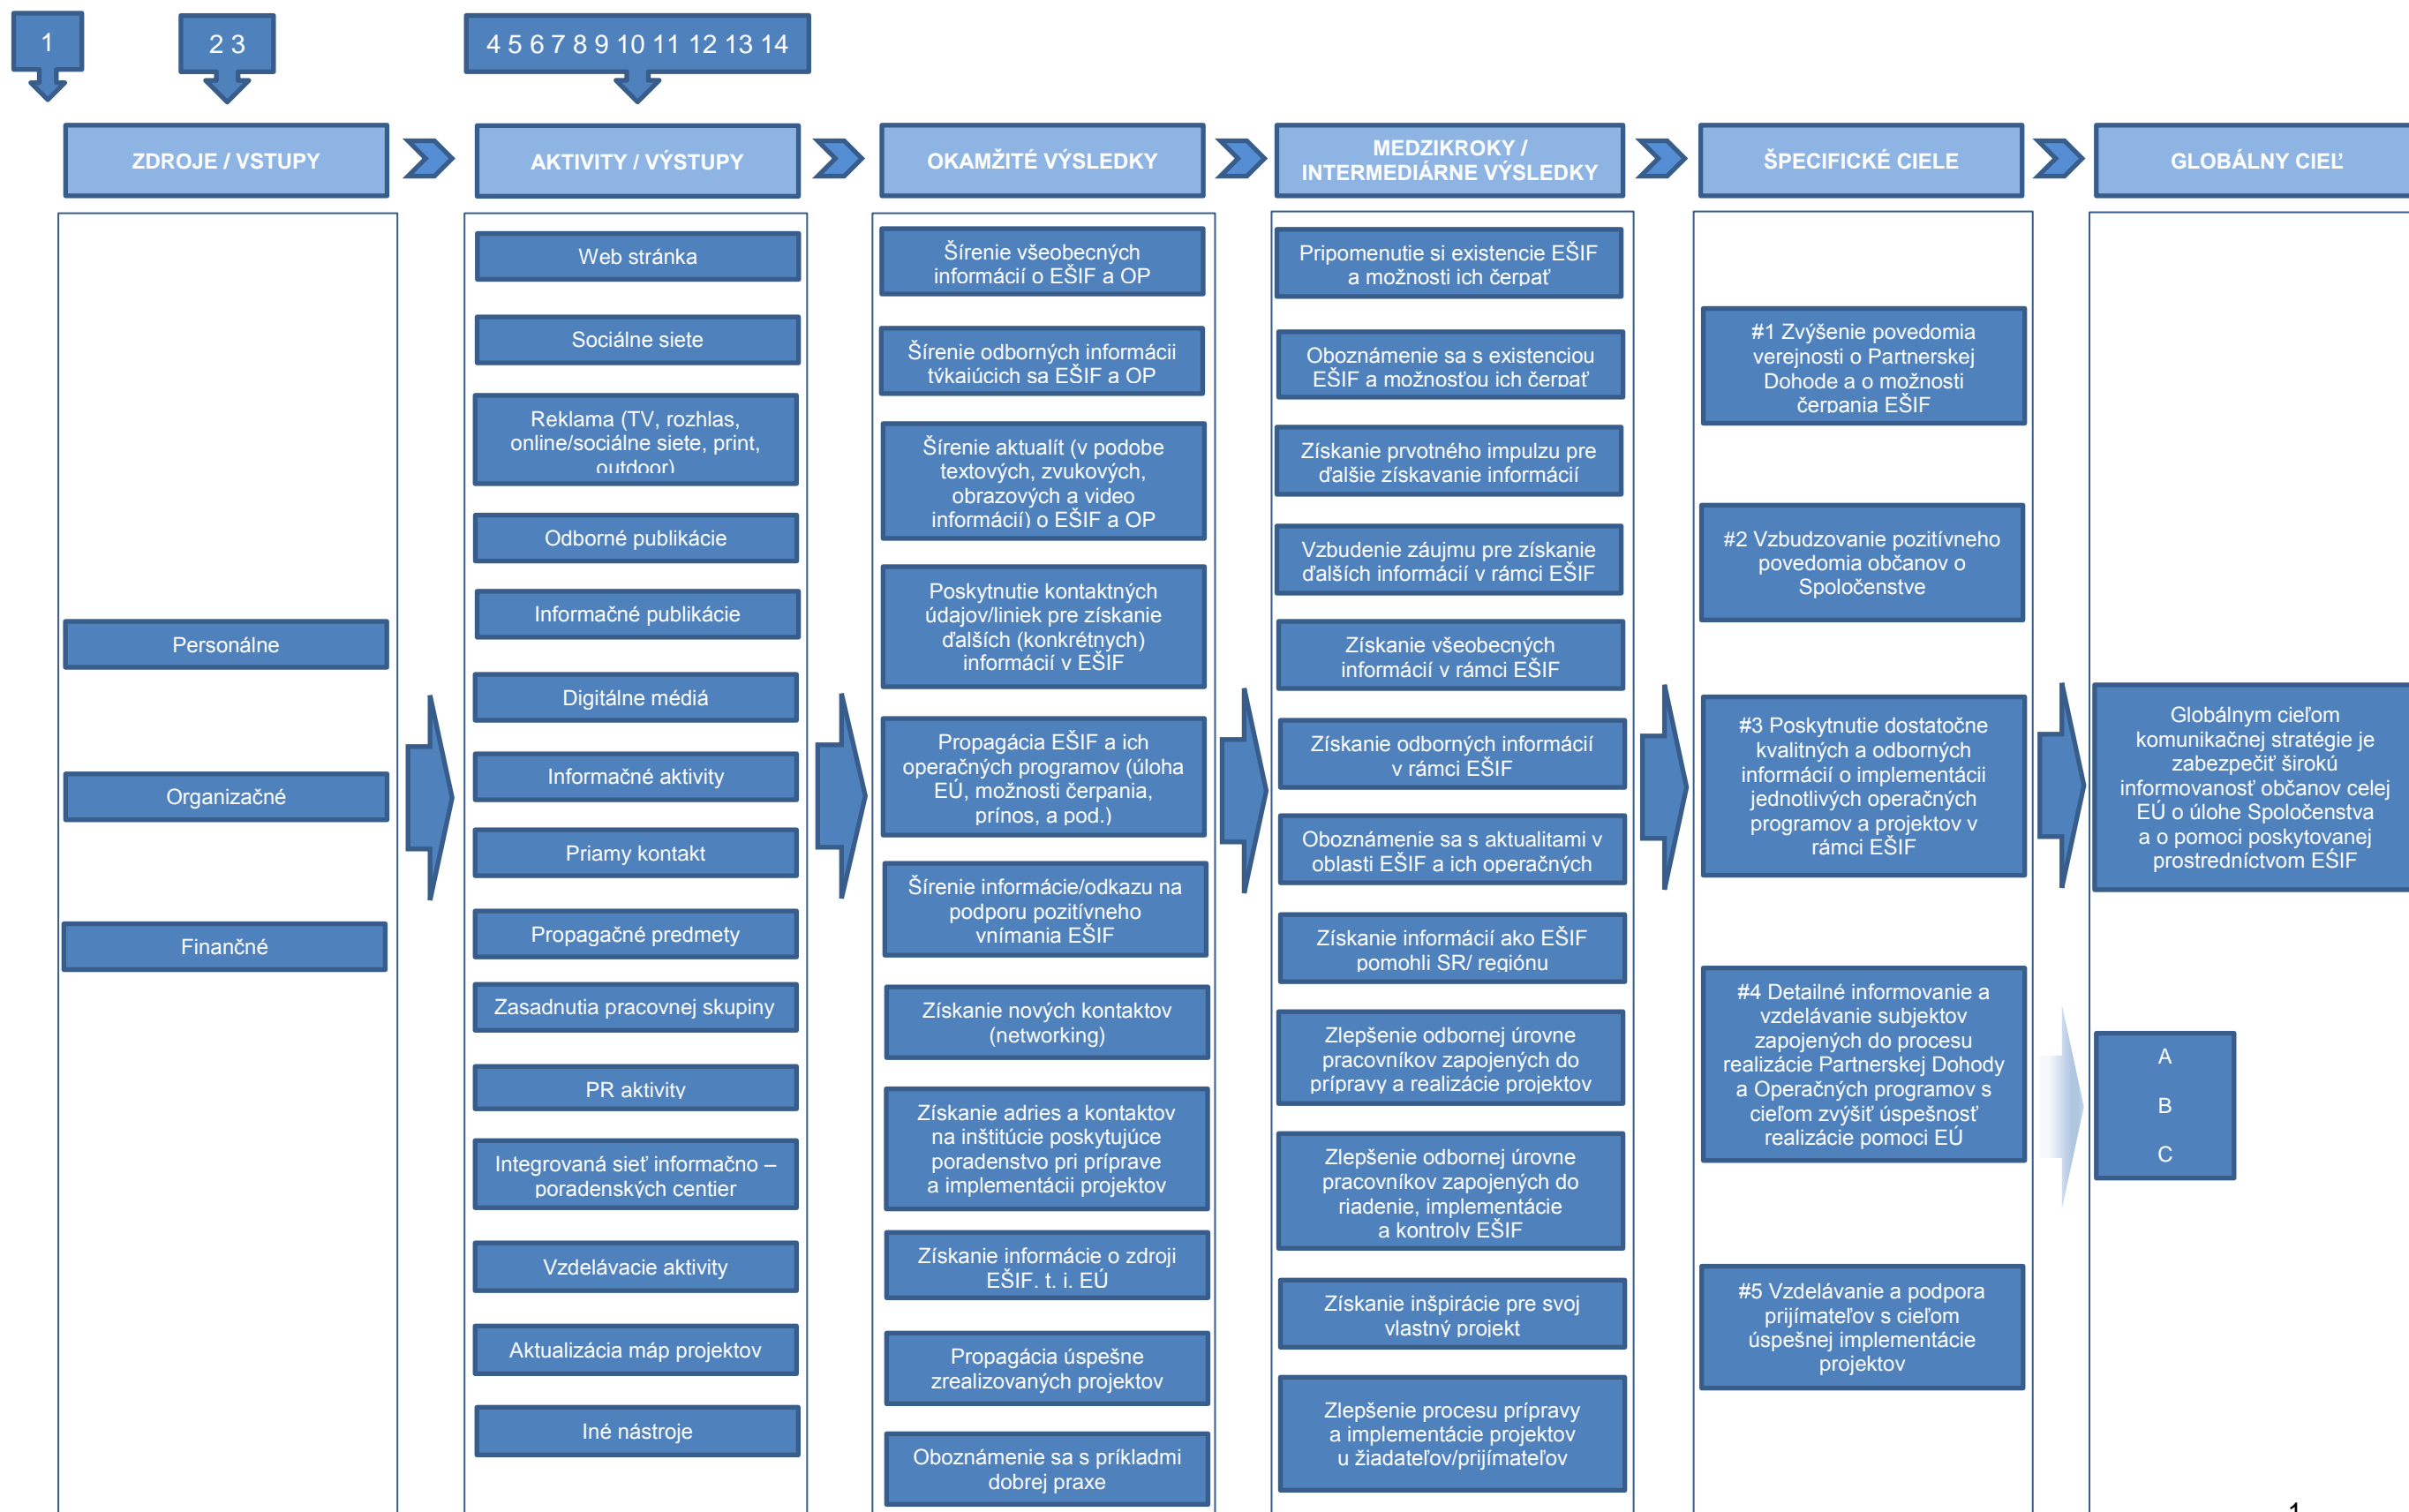 1
2 3
4 5 6 7 8 9 10 11 12 13 14
ZDROJE / VSTUPY
AKTIVITY / VÝSTUPY
OKAMŽITÉ VÝSLEDKY
MEDZIKROKY /
INTERMEDIÁRNE VÝSLEDKY
ŠPECIFICKÉ CIELE
GLOBÁLNY CIEĽ
Personálne
Organizačné
Finančné
Web stránka
Sociálne siete
Reklama (TV, rozhlas,
online/sociálne siete, print,
outdoor)
Odborné publikácie
Informačné publikácie
Digitálne médiá
Informačné aktivity
Priamy kontakt
Propagačné predmety
Zasadnutia pracovnej skupiny
PR aktivity
Integrovaná sieť informačno –
poradenských centier
Vzdelávacie aktivity
Aktualizácia máp projektov
Iné nástroje
Šírenie všeobecných
informácií o EŠIF a OP
Šírenie odborných informácii
týkajúcich sa EŠIF a OP
Šírenie aktualít (v podobe
textových, zvukových,
obrazových a video
informácií) o EŠIF a OP
Poskytnutie kontaktných
údajov/liniek pre získanie
ďalších (konkrétnych)
informácií v EŠIF
Propagácia EŠIF a ich
operačných programov (úloha
EÚ, možnosti čerpania,
prínos, a pod.)
Šírenie informácie/odkazu na
podporu pozitívneho
vnímania EŠIF
Získanie nových kontaktov
(networking)
Získanie adries a kontaktov
na inštitúcie poskytujúce
poradenstvo pri príprave
a implementácii projektov
Získanie informácie o zdroji
EŠIF. t. i. EÚ
Propagácia úspešne
zrealizovaných projektov
Oboznámenie sa s príkladmi
dobrej praxe
Pripomenutie si existencie EŠIF
a možnosti ich čerpať
Oboznámenie sa s existenciou
EŠIF a možnosťou ich čerpať
Získanie prvotného impulzu pre
ďalšie získavanie informácií
Vzbudenie záujmu pre získanie
ďalších informácií v rámci EŠIF
Získanie všeobecných
informácií v rámci EŠIF
Získanie odborných informácií
v rámci EŠIF
Oboznámenie sa s aktualitami v
oblasti EŠIF a ich operačných
Získanie informácií ako EŠIF
pomohli SR/ regiónu
Zlepšenie odbornej úrovne
pracovníkov zapojených do
prípravy a realizácie projektov
Zlepšenie odbornej úrovne
pracovníkov zapojených do
riadenie, implementácie
a kontroly EŠIF
Získanie inšpirácie pre svoj
vlastný projekt
Zlepšenie procesu prípravy
a implementácie projektov
u žiadateľov/prijímateľov
#1 Zvýšenie povedomia
verejnosti o Partnerskej
Dohode a o možnosti
čerpania EŠIF
#2 Vzbudzovanie pozitívneho
povedomia občanov o
Spoločenstve
#3 Poskytnutie dostatočne
kvalitných a odborných
informácií o implementácii
jednotlivých operačných
programov a projektov v
rámci EŠIF
#4 Detailné informovanie a
vzdelávanie subjektov
zapojených do procesu
realizácie Partnerskej Dohody
a Operačných programov s
cieľom zvýšiť úspešnosť
realizácie pomoci EÚ
#5 Vzdelávanie a podpora
prijímateľov s cieľom
úspešnej implementácie
projektov
Globálnym cieľom
komunikačnej stratégie je
zabezpečiť širokú
informovanosť občanov celej
EÚ o úlohe Spoločenstva
a o pomoci poskytovanej
prostredníctvom EŠIF
A
B
C
1